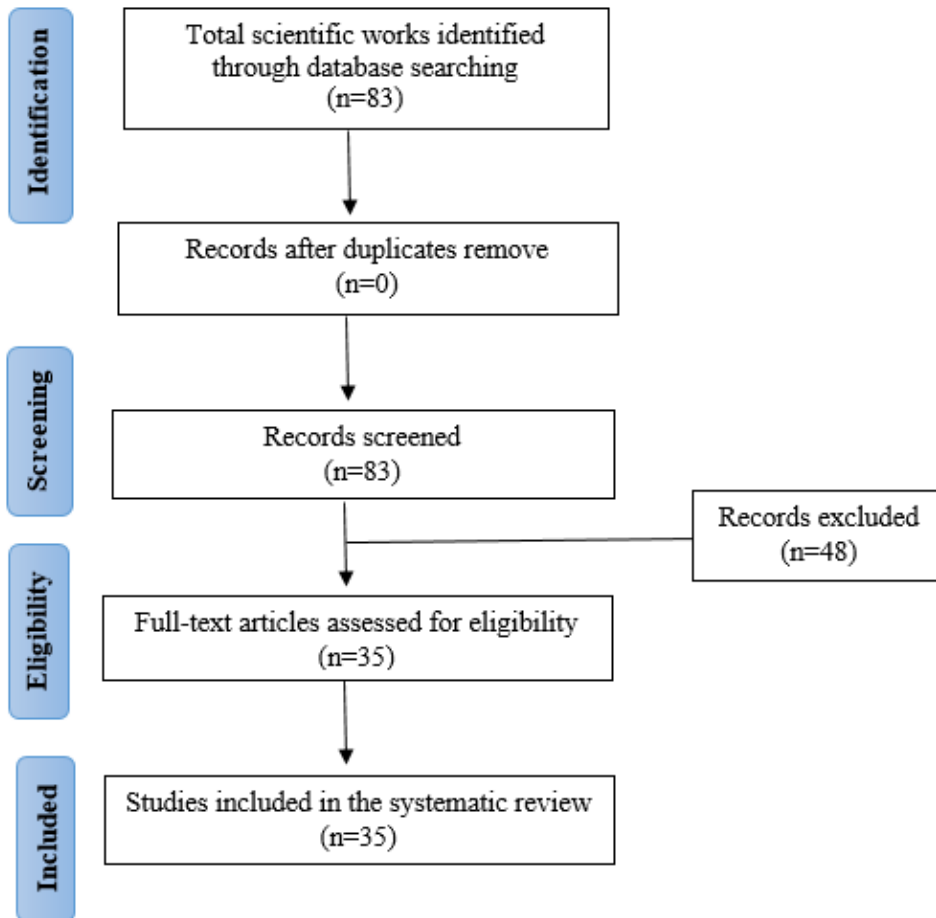 Identification
Total scientific works identified
through database searching
(n=83)
Records after duplicates remove
(n=0)
Screening
Records screened
(n=83)
Records excluded
(n=48)
Eligibility
Full-text articles assessed for eligibility
(n=35)
Included
Studies included in the systematic review
(n=35)